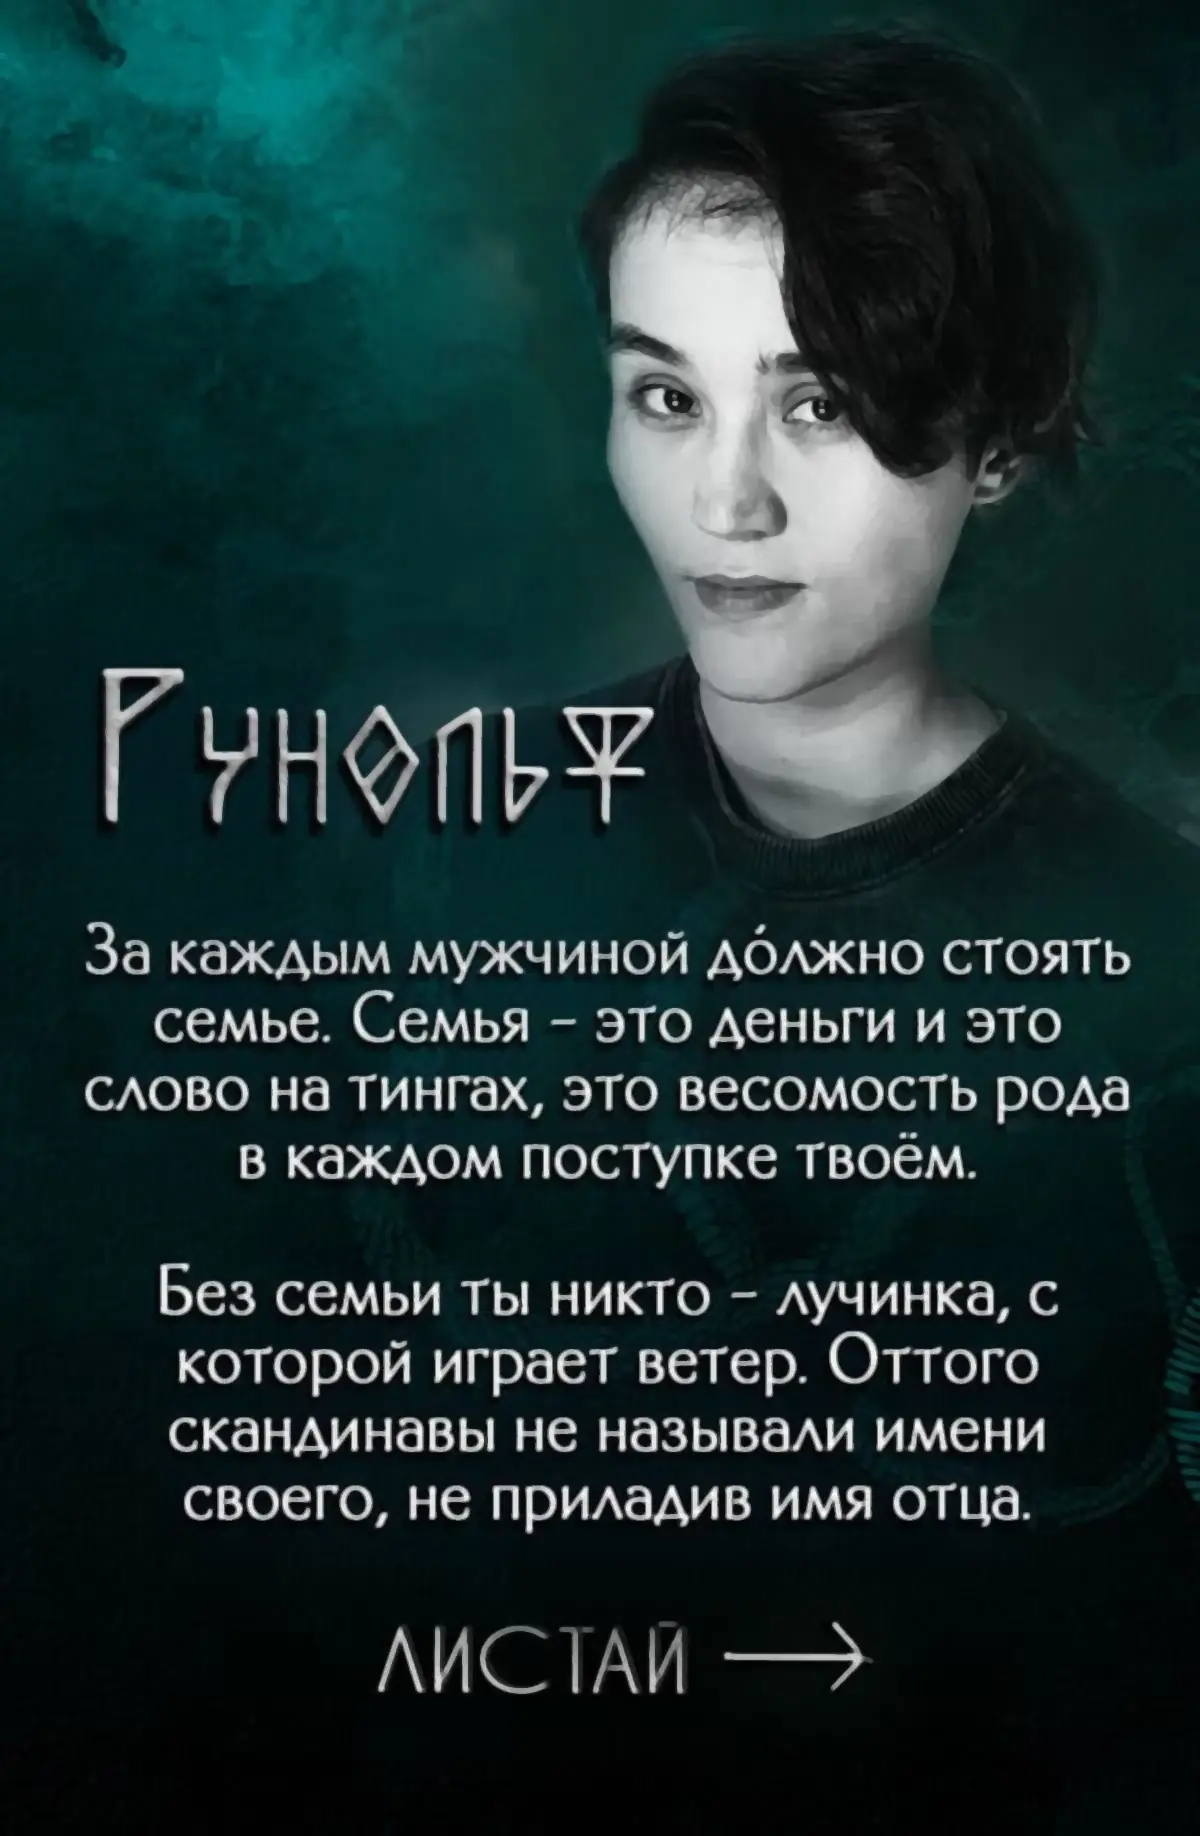 Рунольф
За каждым мужчиной до́лжно стоять
семье. Семья – это деньги и это
слово на тингах, это весомость рода
в каждом поступке твоём.
Без семьи ты никто – лучинка, с
которой играет ветер. Оттого
скандинавы не называли имени
своего, не приладив имя отца.
ЛИСТАЙ →